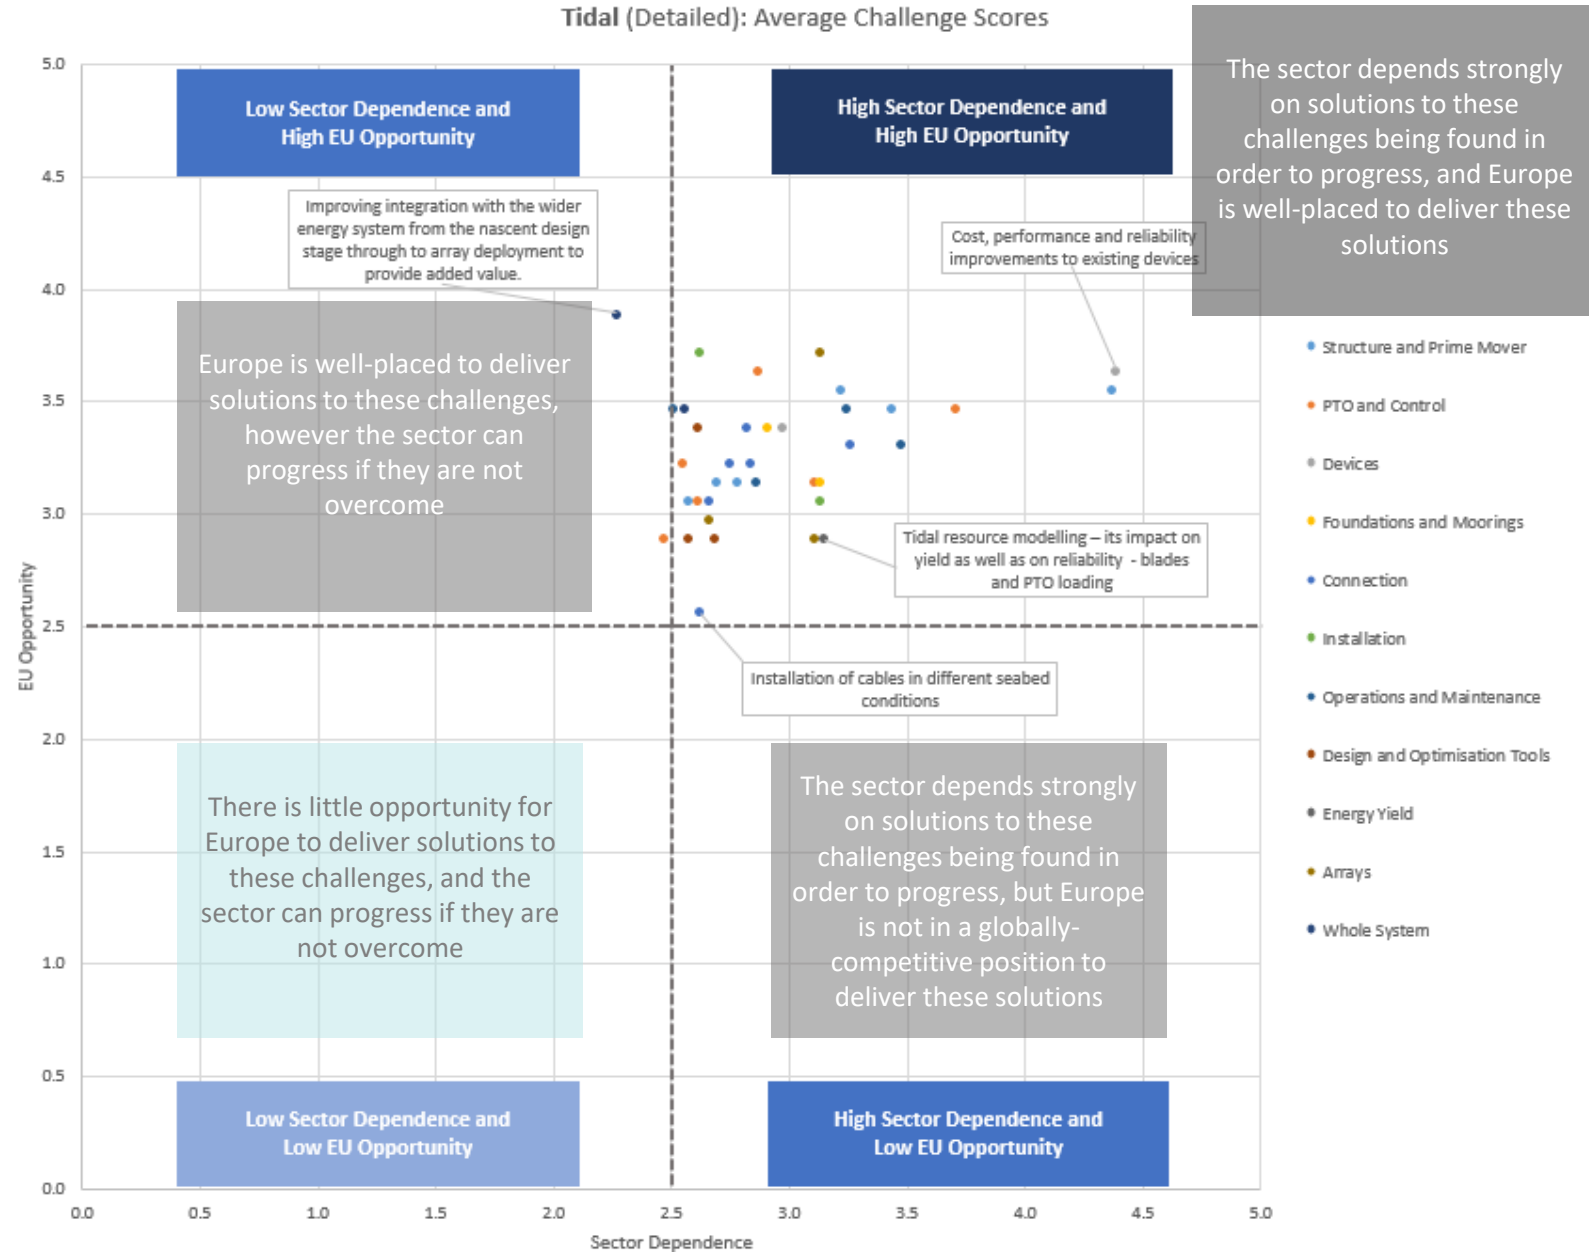 Tidal (Detailed): Average Challenge Scores
5.0
4.5
4.0
3.5
3.0
2.5
2.0
1.5
1.0
0.5
0.0
EU Opportunity
Low Sector Dependence and
High EU Opportunity
High Sector Dependence and
High EU Opportunity
The sector depends strongly
on solutions to these
challenges being found in
order to progress, and Europe
is well-placed to deliver these
solutions
Improving integration with the wider
energy system from the nascent design
stage through to array deployment to
provide added value.
Cost, performance and reliability
improvements to existing devices
Europe is well-placed to deliver
solutions to these challenges,
however the sector can
progress if they are not
overcome
Tidal resource modelling – its impact on
yield as well as on reliability - blades
and PTO loading
Installation of cables in different seabed
conditions
There is little opportunity for
Europe to deliver solutions to
these challenges, and the
sector can progress if they are
not overcome
The sector depends strongly
on solutions to these
challenges being found in
order to progress, but Europe
is not in a globally-
competitive position to
deliver these solutions
Low Sector Dependence and
Low EU Opportunity
High Sector Dependence and
Low EU Opportunity
0.0 0.5 1.0 1.5 2.0 2.5 3.0 3.5 4.0 4.5 5.0
Sector Dependence
Structure and Prime Mover
PTO and Control
Devices
Foundations and Moorings
Connection
Installation
Operations and Maintenance
Design and Optimisation Tools
Energy Yield
Arrays
Whole System